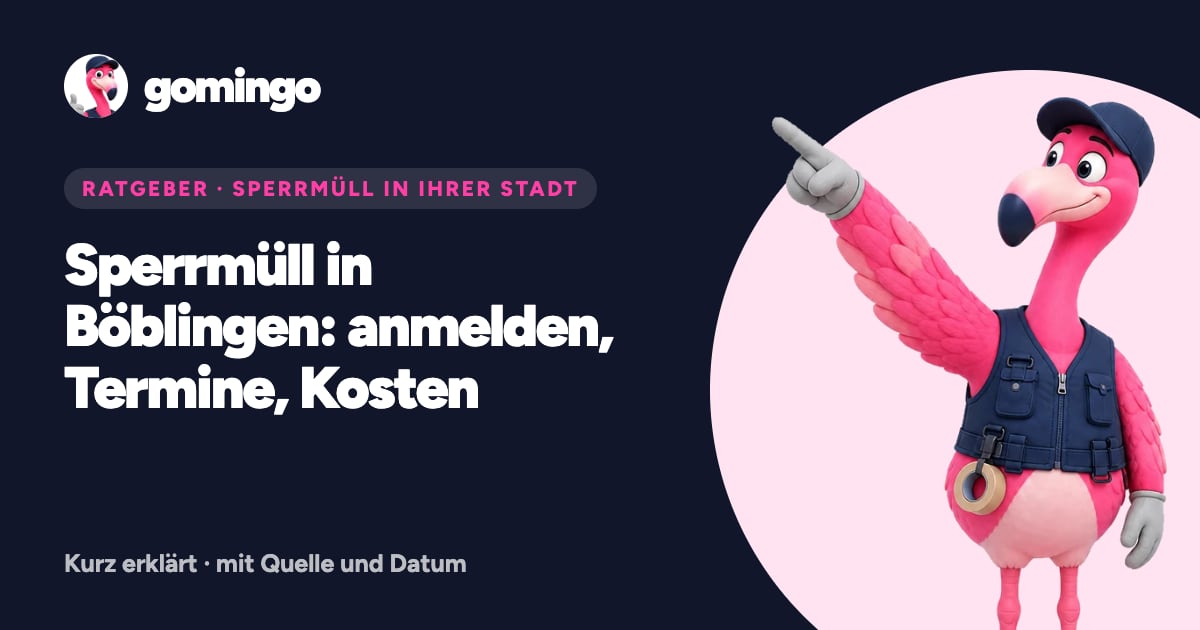 gomingo
RATGEBER · SPERRMÜLL IN IHRER STADT
Sperrmüll in
Böblingen: anmelden,
Termine, Kosten
Kurz erklärt · mit Quelle und Datum